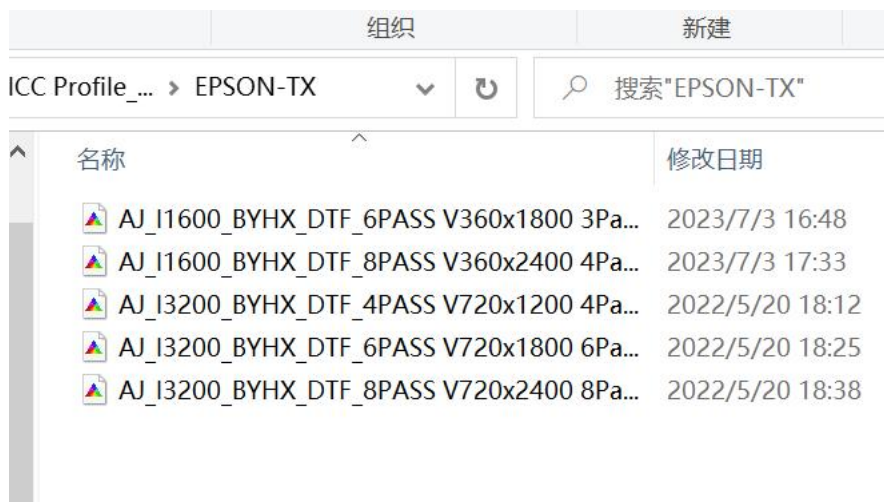 组织 新建
ICC Profile_... > EPSON-TX 搜索"EPSON-TX"
名称 修改日期
AJ_I1600_BYHX_DTF_6PASS V360x1800 3Pa... 2023/7/3 16:48
AJ_I1600_BYHX_DTF_8PASS V360x2400 4Pa... 2023/7/3 17:33
AJ_I3200_BYHX_DTF_4PASS V720x1200 4Pa... 2022/5/20 18:12
AJ_I3200_BYHX_DTF_6PASS V720x1800 6Pa... 2022/5/20 18:25
AJ_I3200_BYHX_DTF_8PASS V720x2400 8Pa... 2022/5/20 18:38